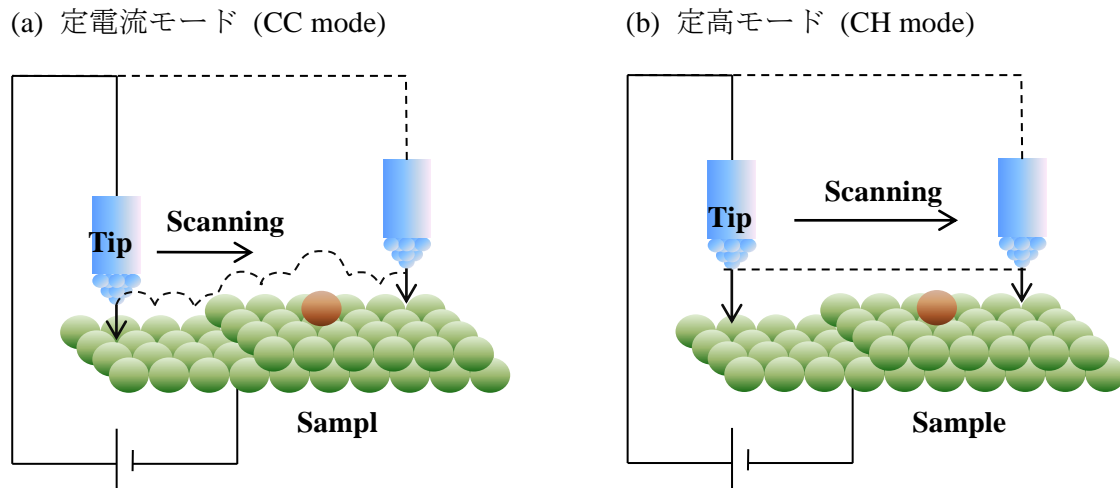 (a) 定電流モード (CC mode)
(b) 定高モード (CH mode)
Scanning
Tip
Sampl
Scanning
Tip
Sample